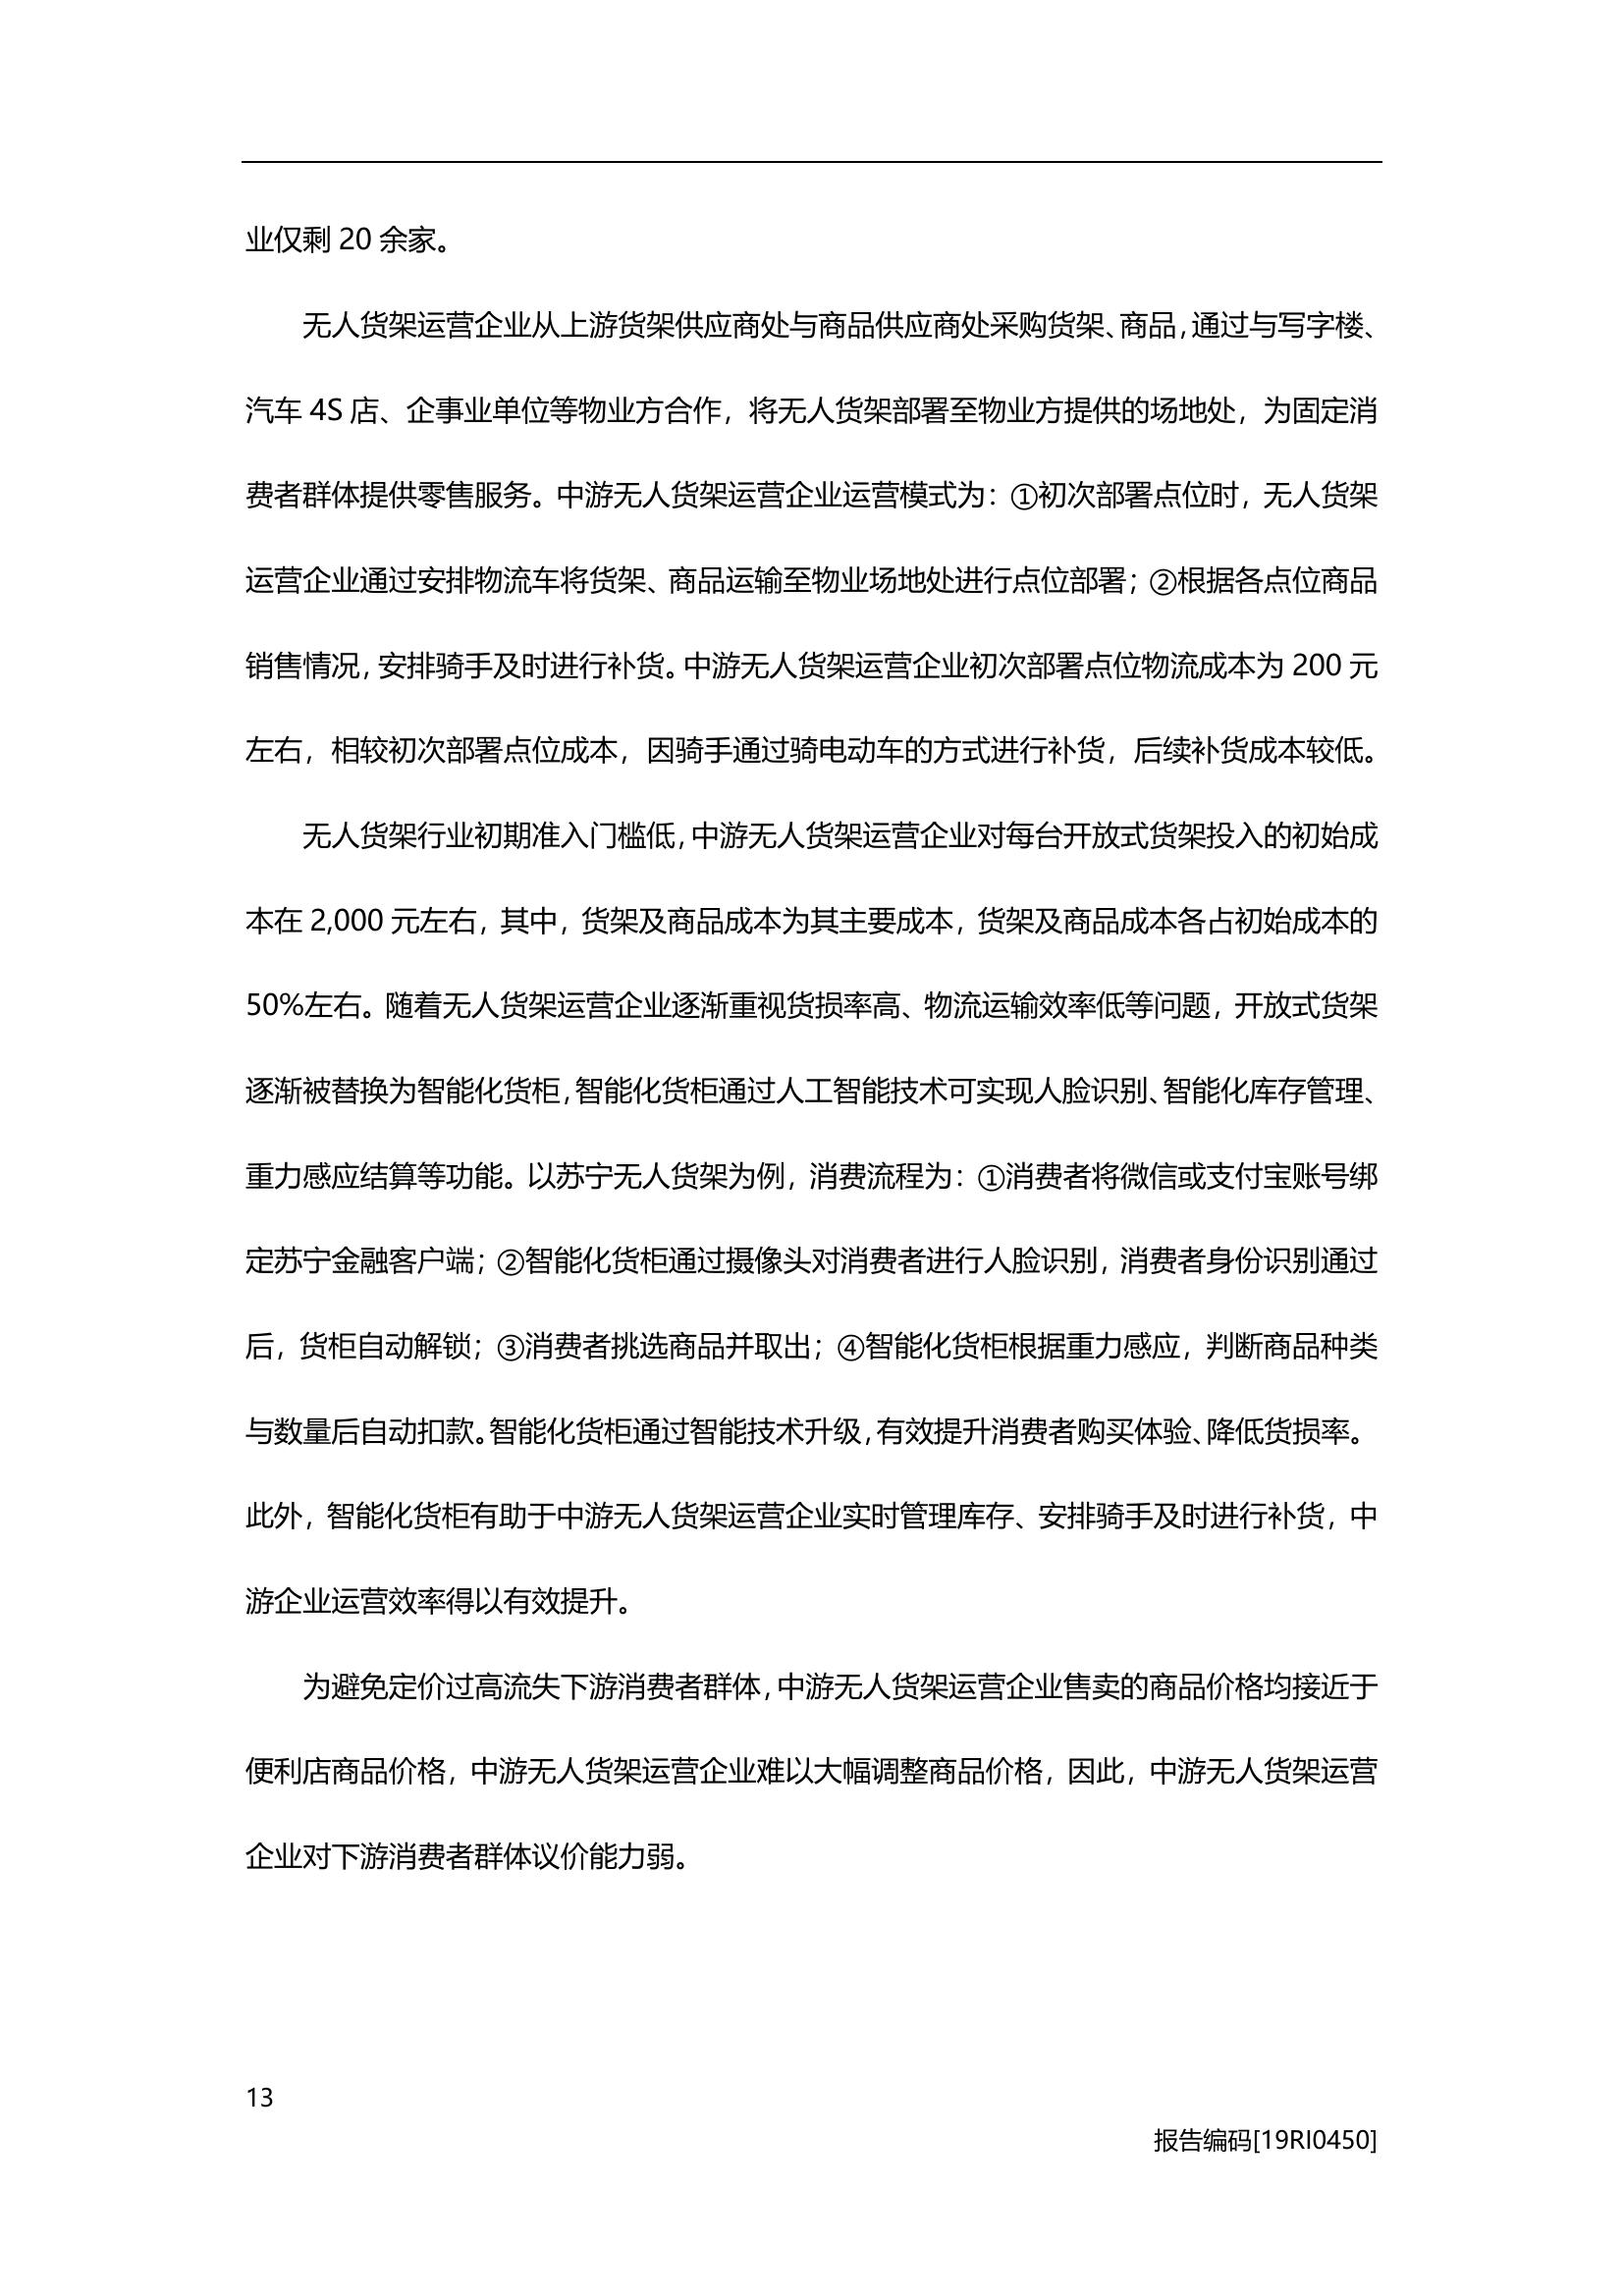 业仅剩 20 余家。
无人货架运营企业从上游货架供应商处与商品供应商处采购货架、商品，通过与写字楼、
汽车 4S 店、企事业单位等物业方合作，将无人货架部署至物业方提供的场地处，为固定消
费者群体提供零售服务。中游无人货架运营企业运营模式为：①初次部署点位时，无人货架
运营企业通过安排物流车将货架、商品运输至物业场地处进行点位部署；②根据各点位商品
销售情况，安排骑手及时进行补货。中游无人货架运营企业初次部署点位物流成本为 200 元
左右，相较初次部署点位成本，因骑手通过骑电动车的方式进行补货，后续补货成本较低。
无人货架行业初期准入门槛低，中游无人货架运营企业对每台开放式货架投入的初始成
本在 2,000 元左右，其中，货架及商品成本为其主要成本，货架及商品成本各占初始成本的
50%左右。随着无人货架运营企业逐渐重视货损率高、物流运输效率低等问题，开放式货架
逐渐被替换为智能化货柜，智能化货柜通过人工智能技术可实现人脸识别、智能化库存管理、
重力感应结算等功能。以苏宁无人货架为例，消费流程为：①消费者将微信或支付宝账号绑
定苏宁金融客户端；②智能化货柜通过摄像头对消费者进行人脸识别，消费者身份识别通过
后，货柜自动解锁；③消费者挑选商品并取出；④智能化货柜根据重力感应，判断商品种类
与数量后自动扣款。智能化货柜通过智能技术升级，有效提升消费者购买体验、降低货损率。
此外，智能化货柜有助于中游无人货架运营企业实时管理库存、安排骑手及时进行补货，中
游企业运营效率得以有效提升。
为避免定价过高流失下游消费者群体，中游无人货架运营企业售卖的商品价格均接近于
便利店商品价格，中游无人货架运营企业难以大幅调整商品价格，因此，中游无人货架运营
企业对下游消费者群体议价能力弱。
13
报告编码[19RI0450]